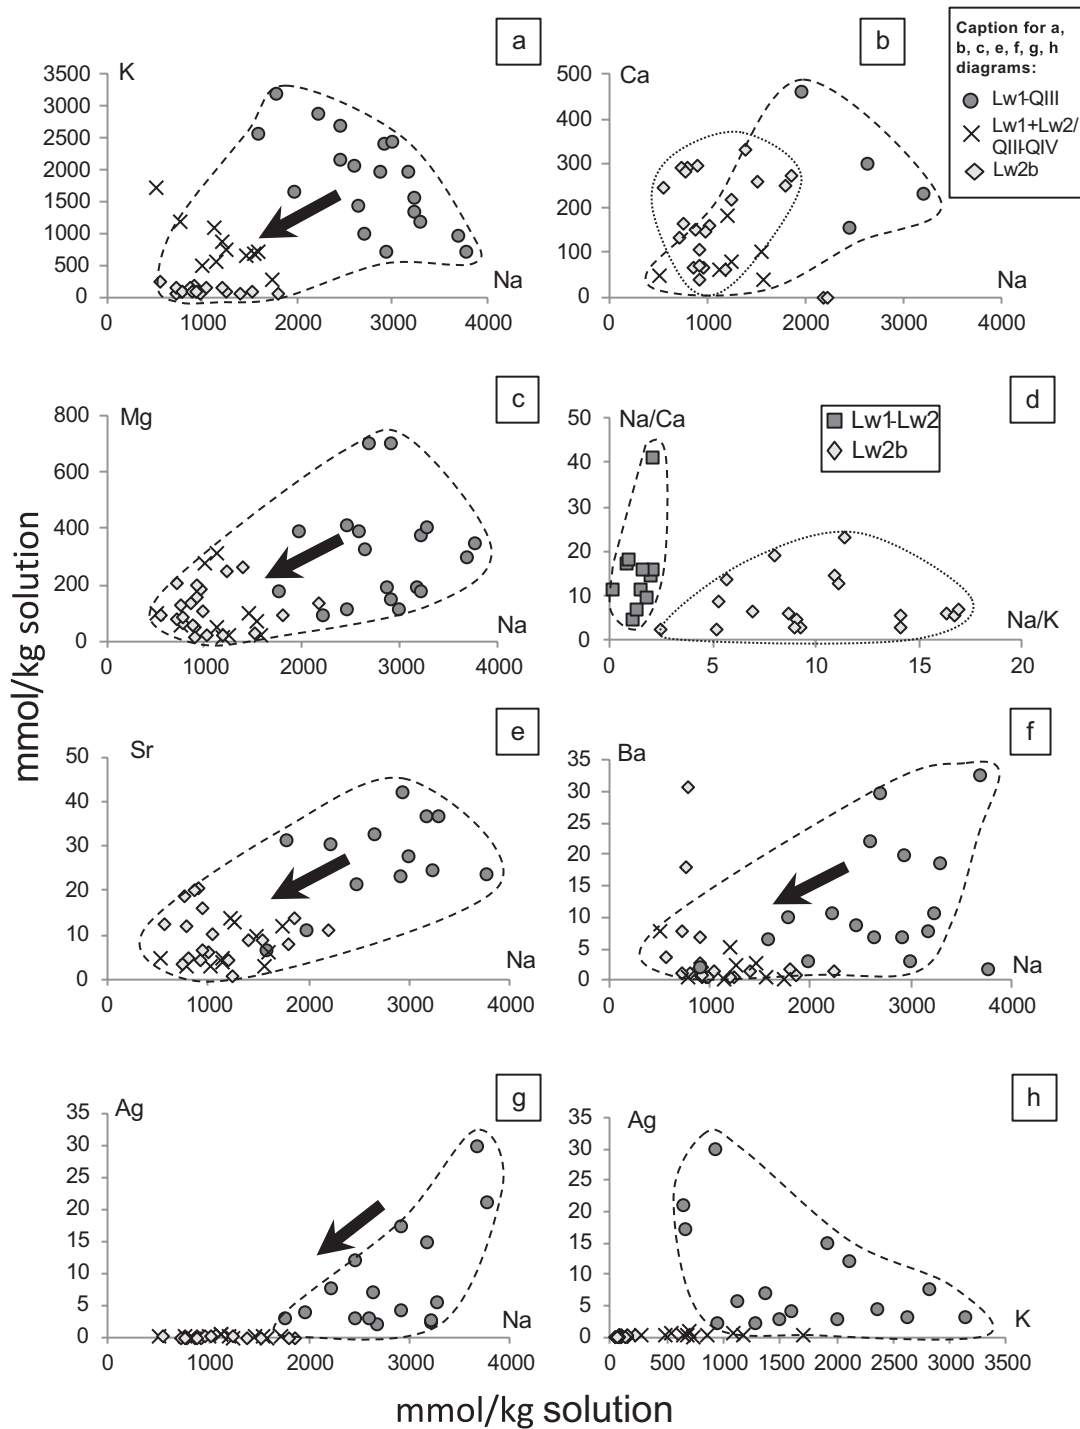 a
K
3500
3000
2500
2000
1500
1000
500
0
Na
0 1000 2000 3000 4000
b
Ca
500
400
300
200
100
0
Na
0 1000 2000 3000 4000
Caption for a,
b, c, e, f, g, h
diagrams:
Lw1-QIII
Lw1+Lw2/
QIII-QIV
Lw2b
c
Mg
800
600
400
200
0
Na
0 1000 2000 3000 4000
d
Na/Ca
Lw1-Lw2
Lw2b
50
40
30
20
10
0
Na/K
0 5 10 15 20
mmol/kg solution
e
Sr
50
40
30
20
10
0
Na
0 1000 2000 3000 4000
f
Ba
35
30
25
20
15
10
5
0
Na
0 1000 2000 3000 4000
g
Ag
35
30
25
20
15
10
5
0
Na
0 1000 2000 3000 4000
h
Ag
35
30
25
20
15
10
5
0
K
0 500 1000 1500 2000 2500 3000 3500
mmol/kg solution